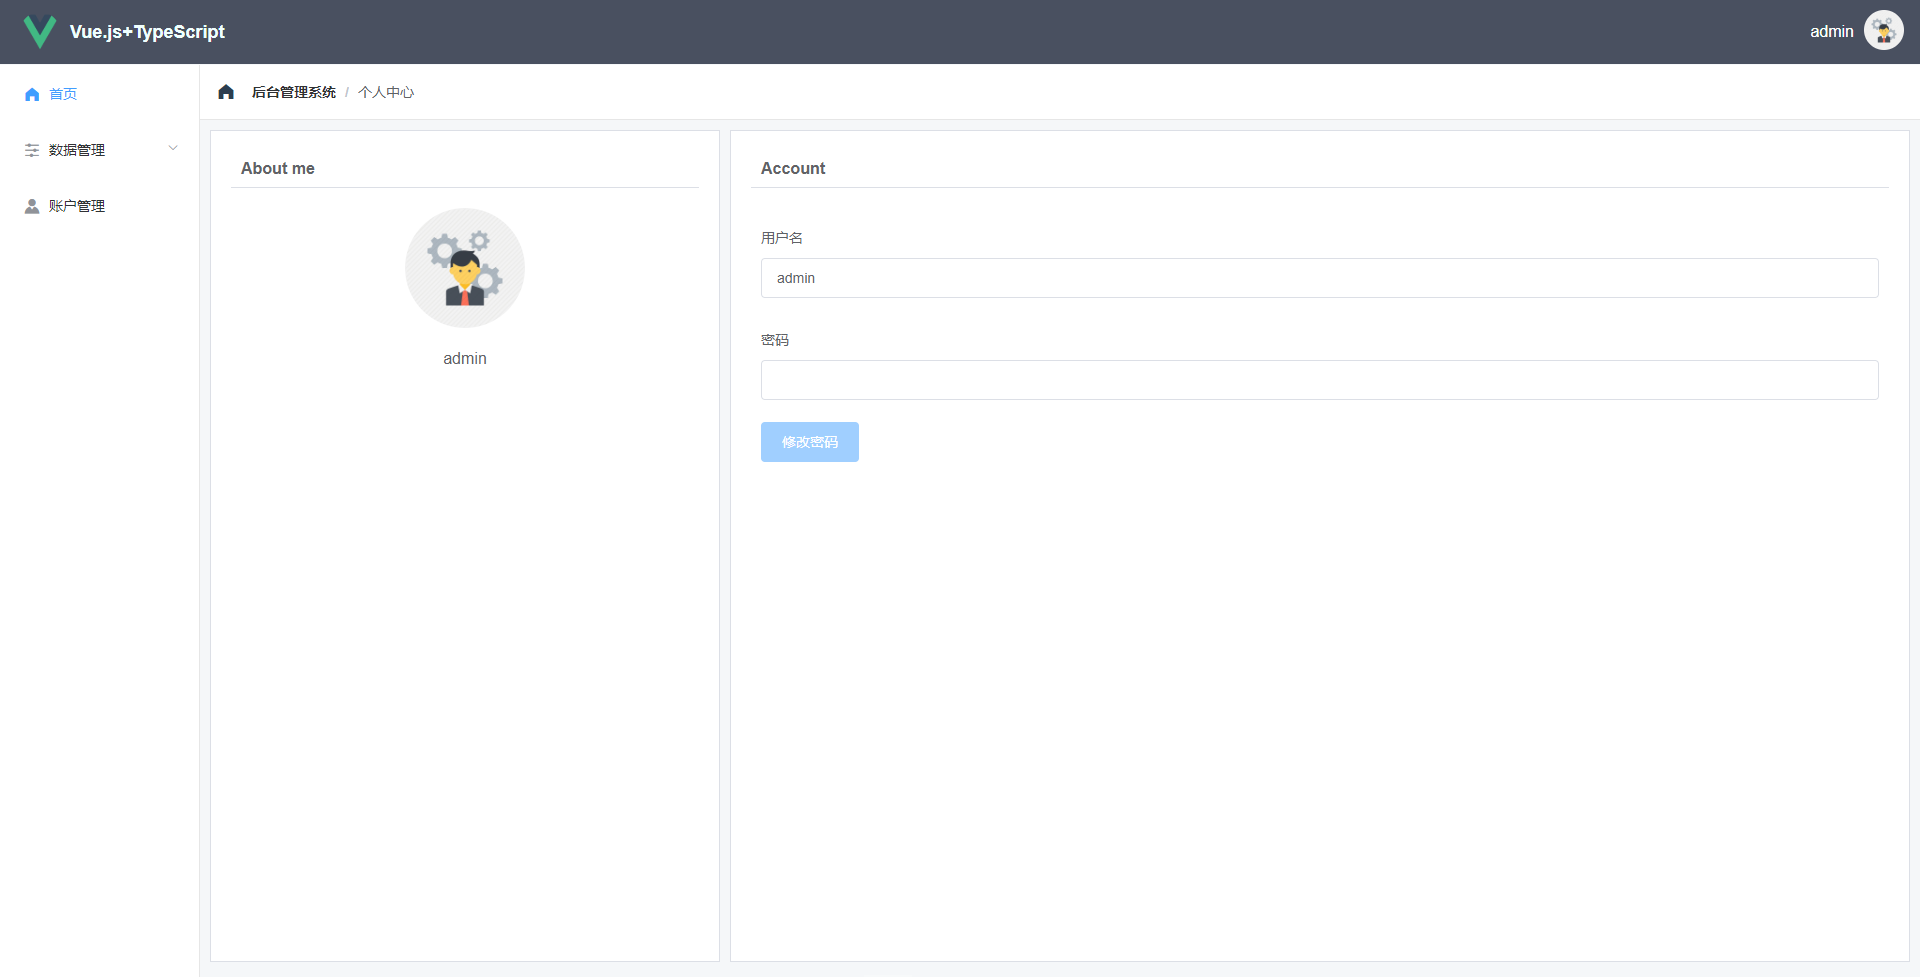 Vue.js+TypeScript
admin
首页
数据管理
账户管理
后台管理系统 / 个人中心
About me
admin
Account
用户名
admin
密码
修改密码